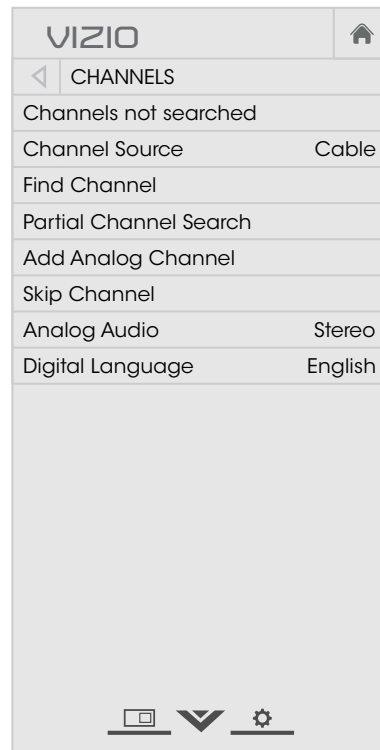 VIZIO
CHANNELS
Channels not searched
Channel Source Cable
Find Channel
Partial Channel Search
Add Analog Channel
Skip Channel
Analog Audio Stereo
Digital Language English